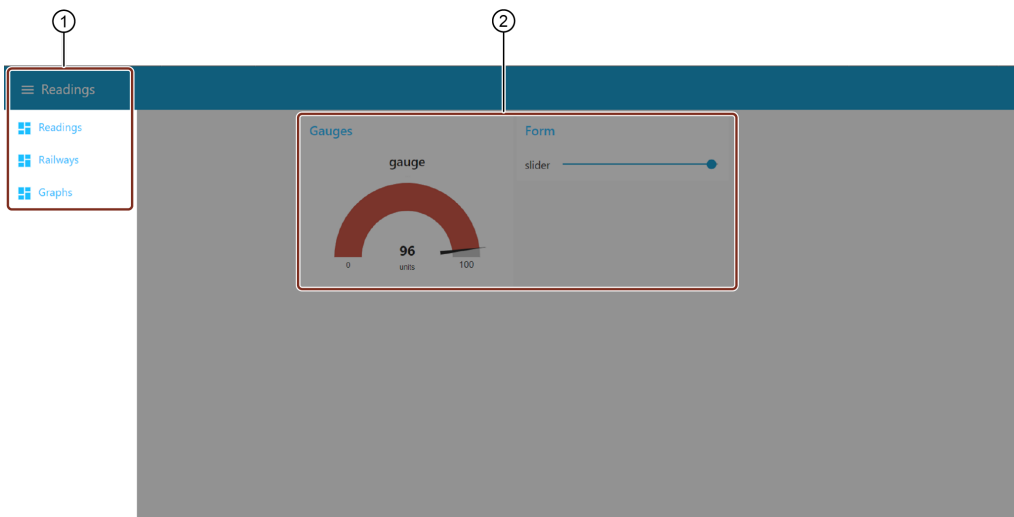 1
2
Readings
Readings
Railways
Graphs
Gauges
gauge
96
units
0
100
Form
slider